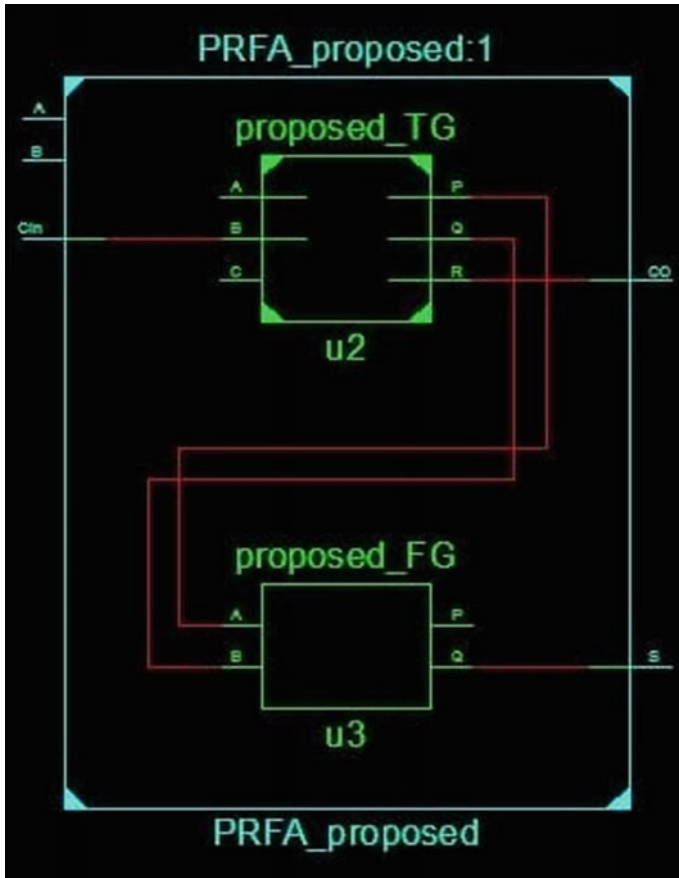 PRFA_proposed:1
A
B
proposed_TG
A P
Cin B Q
C R CO
u2
proposed_FG
A P
B Q S
u3
PRFA_proposed